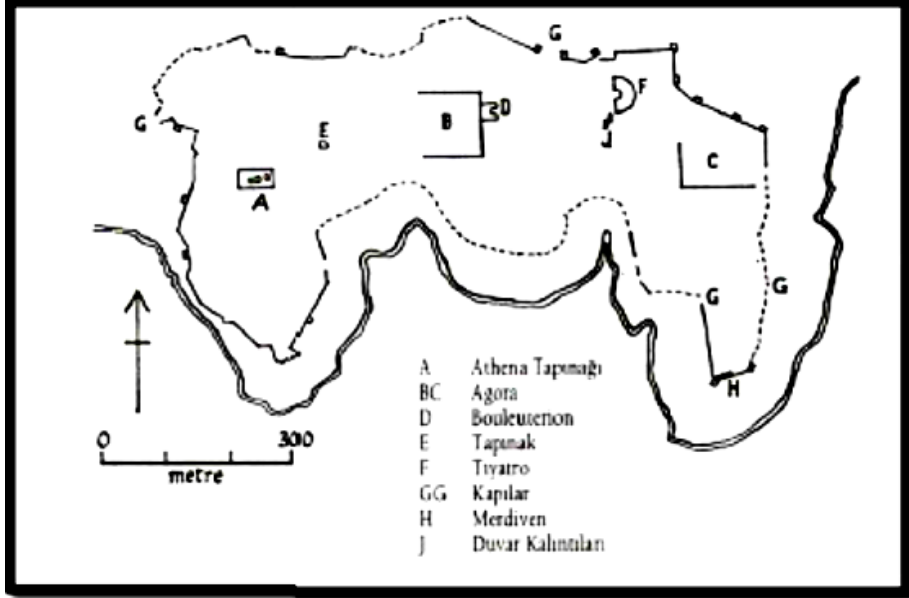 G
G
F
E
B
D
J
C
A
G
G
H
0 300
metre
A Athena Tapınağı
BC Agora
D Bouleuterion
E Tapınak
F Tiyatro
GG Kapılar
H Merdiven
J Duvar Kalıntıları